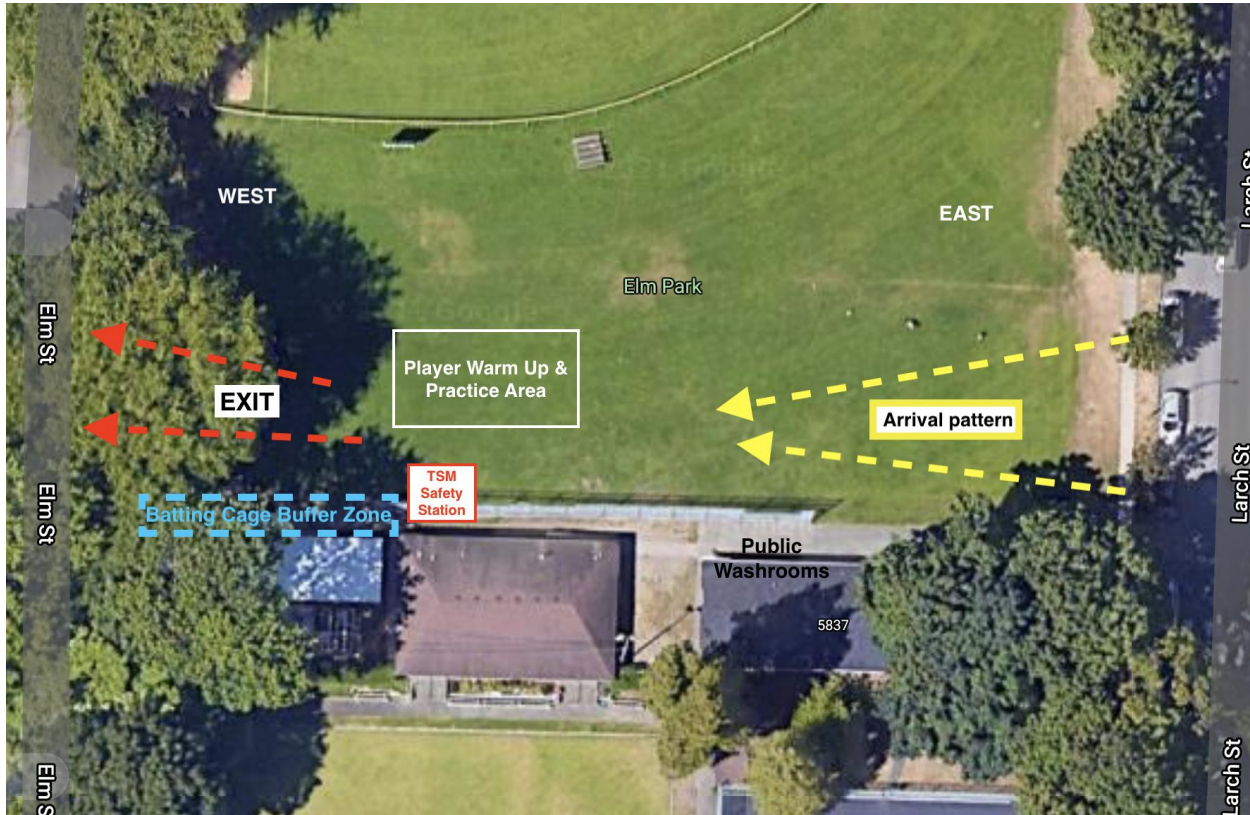 WEST
EAST
Larch St
Elm Park
Elm St
Player Warm Up &
Practice Area
EXIT
Arrival pattern
TSM
Safety
Station
Elm St
Larch St
Batting Cage Buffer Zone
Public
Washrooms
5837
Elm S
Larch St